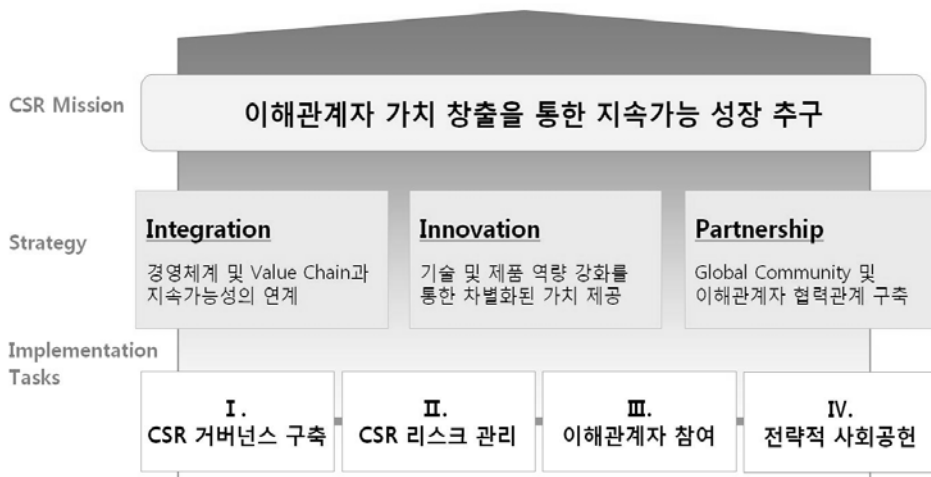 CSR Mission
이해관계자 가치 창출을 통한 지속가능 성장 추구
Strategy
Integration
경영체계 및 Value Chain과
지속가능성의 연계
Innovation
기술 및 제품 역량 강화를
통한 차별화된 가치 제공
Partnership
Global Community 및
이해관계자 협력관계 구축
Implementation
Tasks
Ⅰ.
CSR 거버넌스 구축
Ⅱ.
CSR 리스크 관리
Ⅲ.
이해관계자 참여
Ⅳ.
전략적 사회공헌